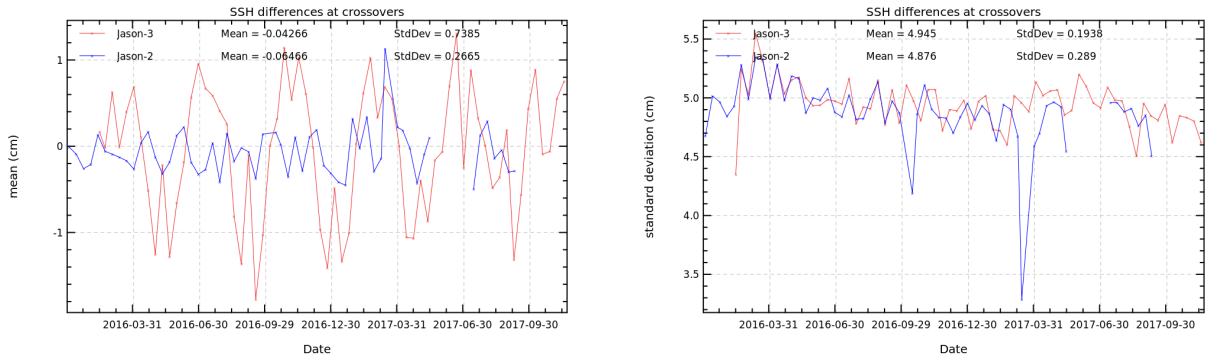 SSH differences at crossovers
Jason-3 Mean = -0.04266 StdDev = 0.7385
Jason-2 Mean = -0.06466 StdDev = 0.2665
1
0
-1
mean (cm)
2016-03-31 2016-06-30 2016-09-29 2016-12-30 2017-03-31 2017-06-30 2017-09-30
Date
SSH differences at crossovers
Jason-3 Mean = 4.945 StdDev = 0.1938
Jason-2 Mean = 4.876 StdDev = 0.289
5.5
5.0
4.5
4.0
3.5
standard deviation (cm)
2016-03-31 2016-06-30 2016-09-29 2016-12-30 2017-03-31 2017-06-30 2017-09-30
Date